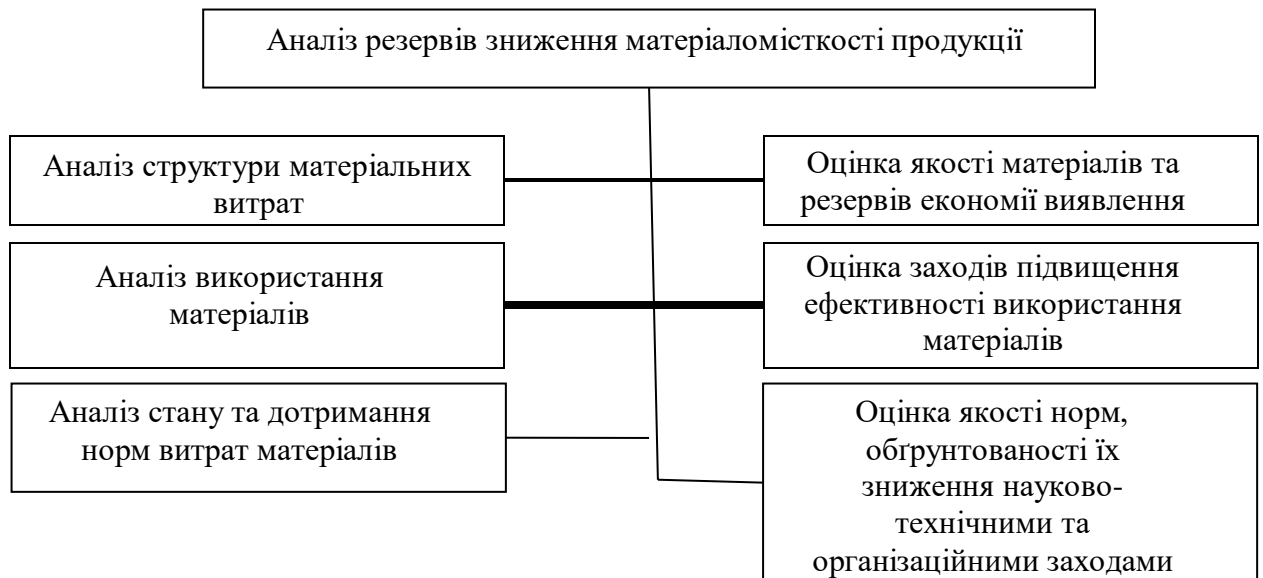 Аналіз резервів зниження матеріаломісткості продукції
Аналіз структури матеріальних
витрат
Оцінка якості матеріалів та
резервів економії виявлення
Аналіз використання
матеріалів
Оцінка заходів підвищення
ефективності використання
матеріалів
Аналіз стану та дотримання
норм витрат матеріалів
Оцінка якості норм,
обґрунтованості їх
зниження науково-
технічними та
організаційними заходами